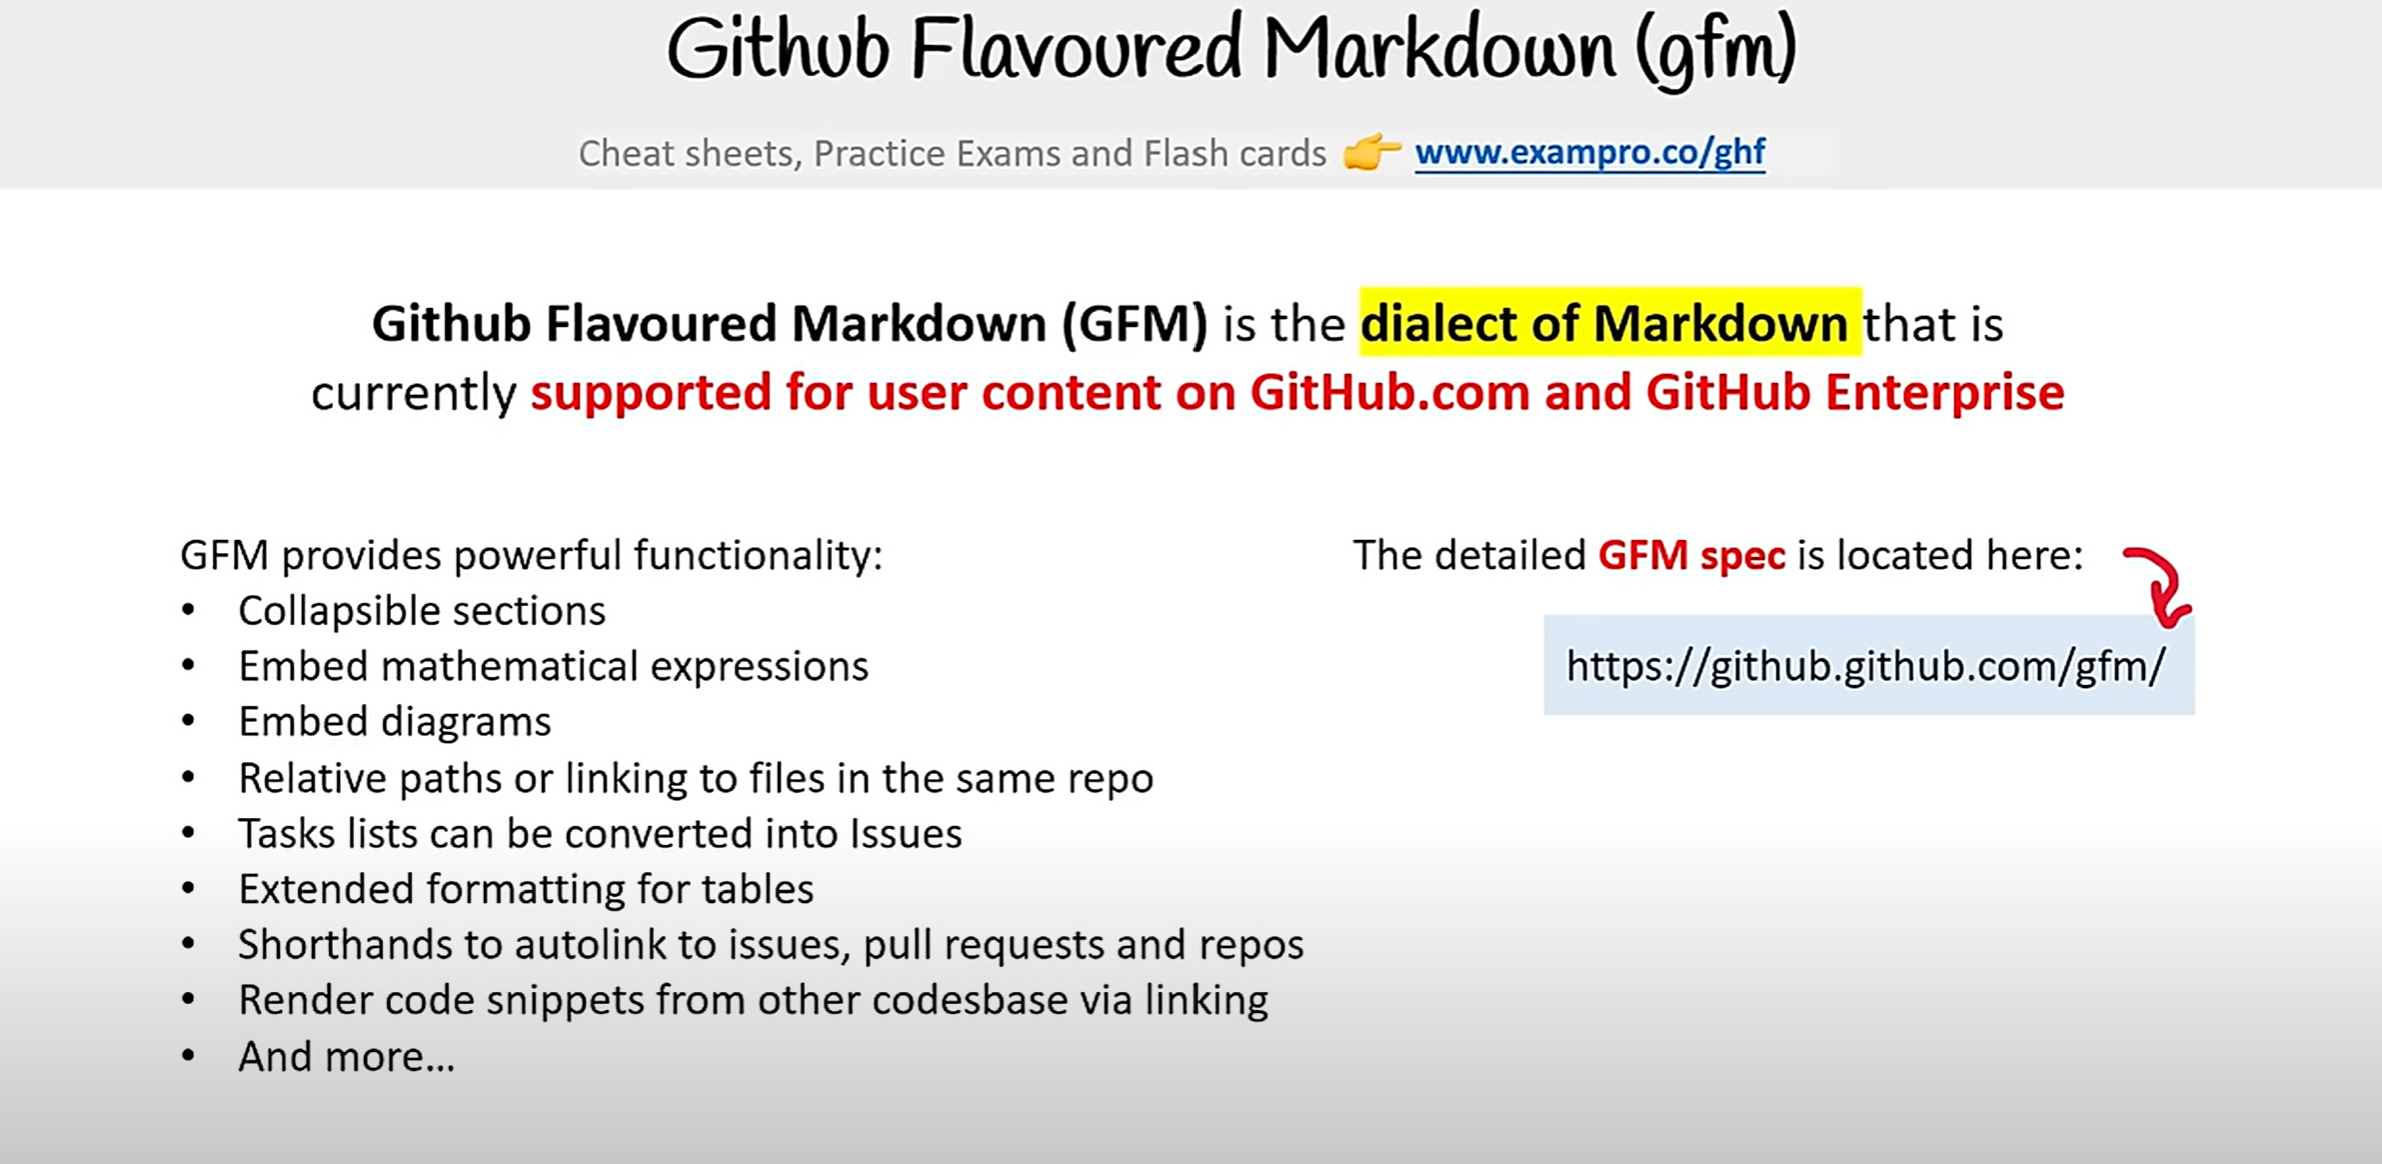 Github Flavoured Markdown (gfm)
Cheat sheets, Practice Exams and Flash cards 👉 www.exampro.co/ghf
Github Flavoured Markdown (GFM) is the dialect of Markdown that is
currently supported for user content on GitHub.com and GitHub Enterprise
GFM provides powerful functionality:
• Collapsible sections
• Embed mathematical expressions
• Embed diagrams
• Relative paths or linking to files in the same repo
• Tasks lists can be converted into Issues
• Extended formatting for tables
• Shorthands to autolink to issues, pull requests and repos
• Render code snippets from other codesbase via linking
• And more…
The detailed GFM spec is located here:
https://github.github.com/gfm/